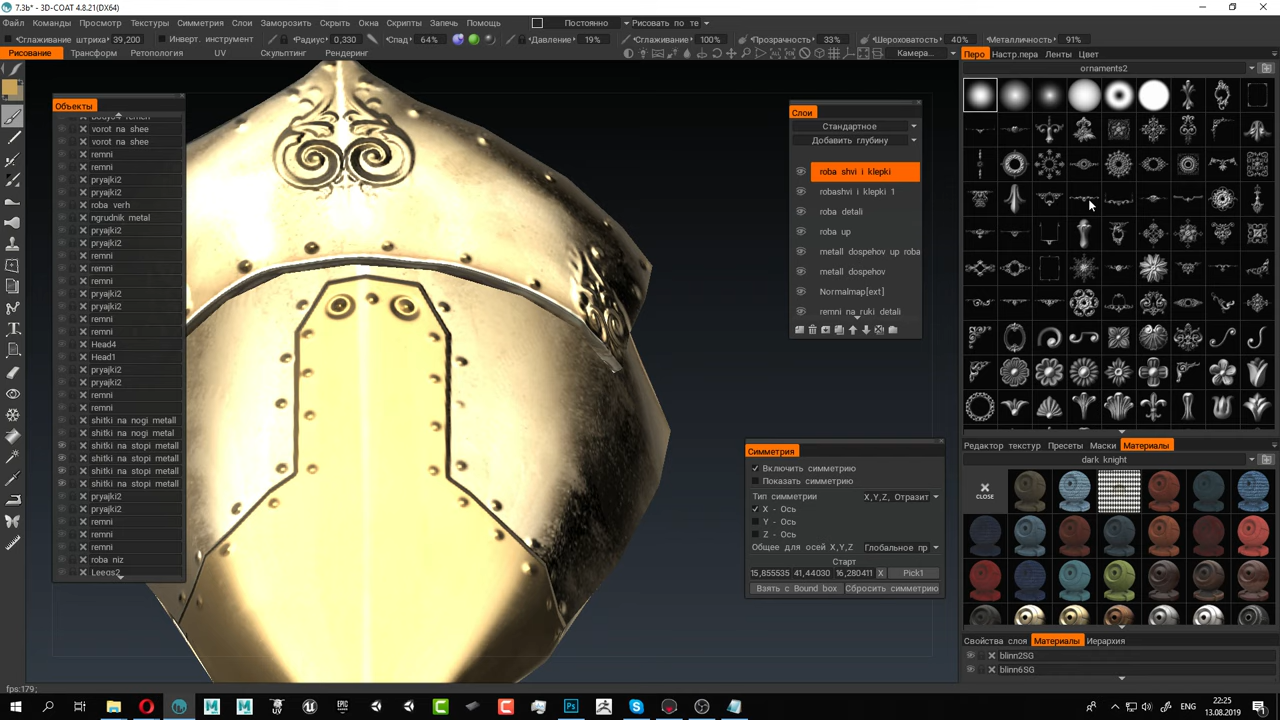 7.3b* - 3D-COAT 4.8.21(DX64)
Файл Команды Просмотр Текстуры Симметрия Слои Заморозить Скрыть Окна Скрипты Запечь Помощь Постоянно Рисовать по те
Сглаживание штриха 39,200 Инверт. инструмент Радиус 0,330 Спад 64% Давление 19% Сглаживание 100% Прозрачность 33% Шероховатость 40% Металличность 91%
Рисование Трансформ Ретопология UV Скульптинг Рендеринг Камера...
Перо Настр.пера Ленты Цвет
ornaments2
Объекты
vorot na shee
vorot na shee
remni
remni
pryajki2
pryajki2
roba verh
ngrudnik metal
pryajki2
pryajki2
remni
remni
remni
pryajki2
pryajki2
remni
remni
Head4
Head1
pryajki2
pryajki2
remni
remni
shitki na nogi metall
shitki na nogi metal
shitki na stopi metall
shitki na stopi metall
shitki na stopi metall
shitki na stopi metall
pryajki2
pryajki2
remni
remni
remni
roba niz
Leegs2
Слои
Стандартное
Добавить глубину
roba shvi i klepki
robashvi i klepki 1
roba detali
roba up
metall dospehov up roba
metall dospehov
Normalmap[ext]
remni na ruki detali
Симметрия
Включить симметрию
Показать симметрию
Тип симметрии X,Y,Z, Отразит
X - Ось
Y - Ось
Z - Ось
Общее для осей X,Y,Z Глобальное пр
Старт
15,855535 41,44030 16,280411 X Pick1
Взять с Bound box Сбросить симметрию
Редактор текстур Пресеты Маски Материалы
dark knight
CLOSE
Свойства слоя Материалы Иерархия
blinn2SG
blinn6SG
fps:179;
22:25
13.08.2019